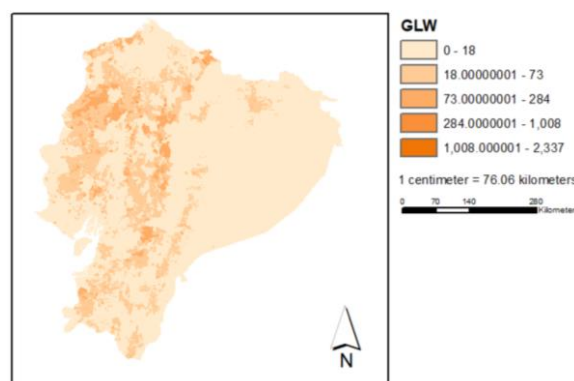 GLW
0 - 18
18.00000001 - 73
73.00000001 - 284
284.0000001 - 1,008
1,008.000001 - 2,337
1 centimeter = 76.06 kilometers
0 70 140 280
Kilometer
N